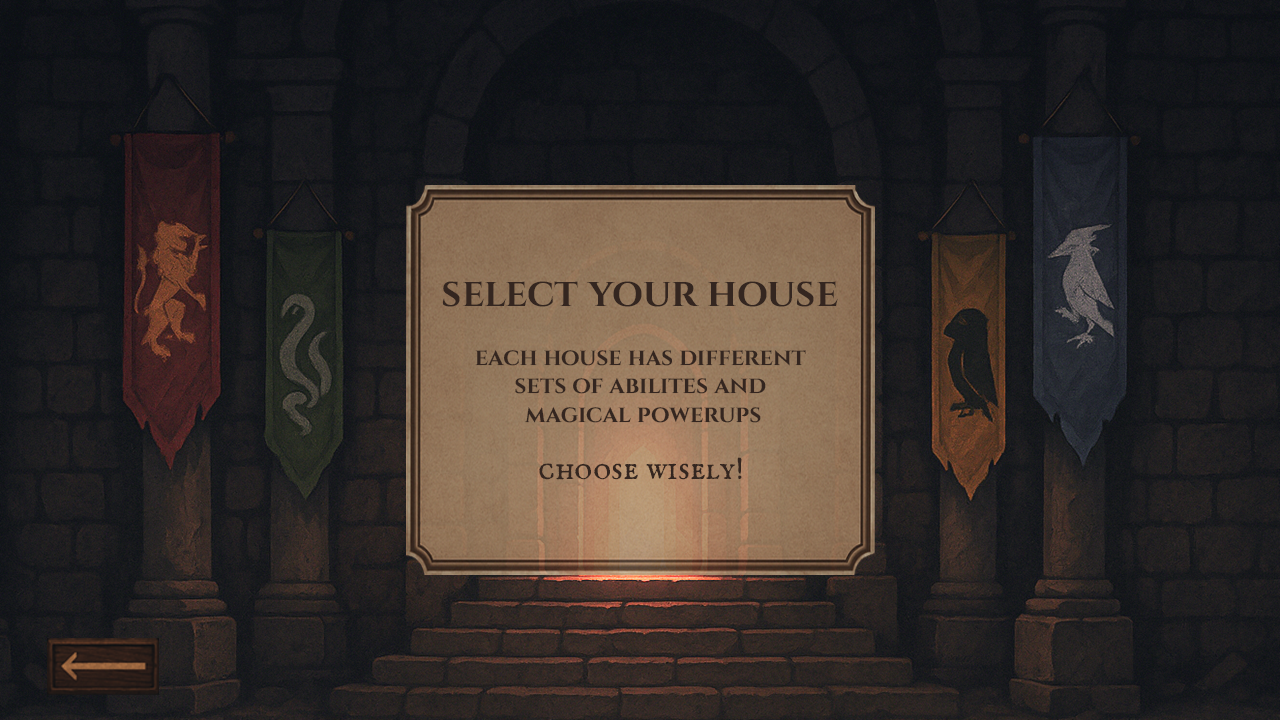 SELECT YOUR HOUSE
EACH HOUSE HAS DIFFERENT
SETS OF ABILITES AND
MAGICAL POWERUPS
CHOOSE WISELY!